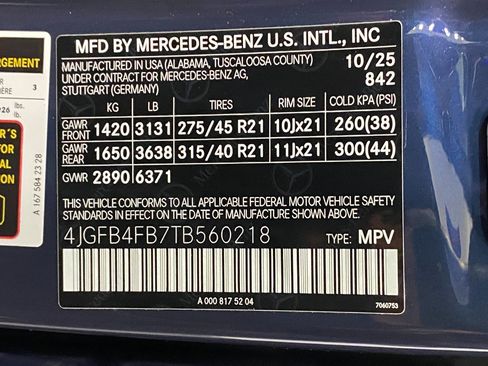 MFD BY MERCEDES-BENZ U.S. INTL., INC
MANUFACTURED IN USA (ALABAMA, TUSCALOOSA COUNTY) 10/25
UNDER CONTRACT FOR MERCEDES-BENZ AG, 842
STUTTGART (GERMANY)
KG LB TIRES RIM SIZE COLD KPA (PSI)
GAWR FRONT 1420 3131 275/45 R21 10Jx21 260(38)
GAWR REAR 1650 3638 315/40 R21 11Jx21 300(44)
GWR 2890 6371
THIS VEHICLE CONFORMS TO ALL APPLICABLE FEDERAL MOTOR VEHICLE
SAFETY STANDARDS IN EFFECT ON THE DATE OF MANUFACTURE SHOWN ABOVE.
4JGFB4FB7TB560218 TYPE: MPV
A 000 817 52 04
7060753
3
lbs.
lb.
A 167 584 23 28